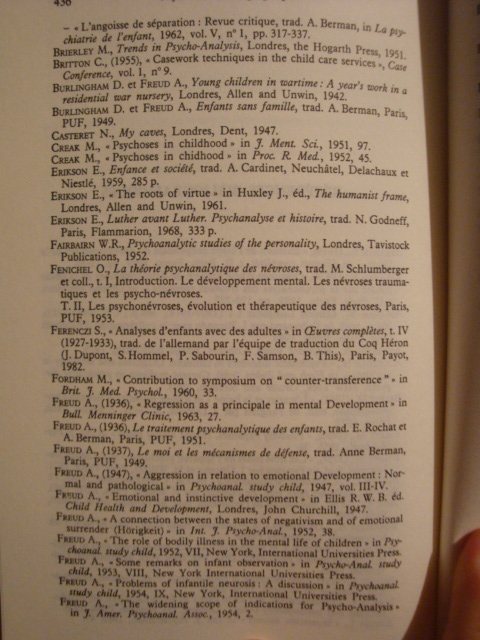 436
– « L'angoisse de séparation : Revue critique, trad. A. Berman, in La psy-
chiatrie de l'enfant, 1962, vol. V, n° 1, pp. 317-337.
BRIERLEY M., Trends in Psycho-Analysis, Londres, the Hogarth Press, 1951.
BRITTON C., (1955), « Casework techniques in the child care services », Case
Conference, vol. 1, n° 9.
BURLINGHAM D. et FREUD A., Young children in wartime : A year's work in a
residential war nursery, Londres, Allen and Unwin, 1942.
BURLINGHAM D. et FREUD A., Enfants sans famille, trad. A. Berman, Paris,
PUF, 1949.
CASTERET N., My caves, Londres, Dent, 1947.
CREAK M., « Psychoses in childhood » in J. Ment. Sci., 1951, 97.
CREAK M., « Psychoses in chidhood » in Proc. R. Med., 1952, 45.
ERIKSON E., Enfance et société, trad. A. Cardinet, Neuchâtel, Delachaux et
Niestlé, 1959, 285 p.
ERIKSON E., « The roots of virtue » in Huxley J., éd., The humanist frame,
Londres, Allen and Unwin, 1961.
ERIKSON E., Luther avant Luther. Psychanalyse et histoire, trad. N. Godneff,
Paris, Flammarion, 1968, 333 p.
FAIRBAIRN W.R., Psychoanalytic studies of the personality, Londres, Tavistock
Publications, 1952.
FENICHEL O., La théorie psychanalytique des névroses, trad. M. Schlumberger
et coll., t. I, Introduction. Le développement mental. Les névroses trauma-
tiques et les psycho-névroses.
T. II, Les psychonévroses, évolution et thérapeutique des névroses, Paris,
PUF, 1953.
FERENCZI S., « Analyses d'enfants avec des adultes » in Œuvres complètes, t. IV
(1927-1933), trad. de l'allemand par l'équipe de traduction du Coq Héron
(J. Dupont, S. Hommel, P. Sabourin, F. Samson, B. This), Paris, Payot,
1982.
FORDHAM M., « Contribution to symposium on “ counter-transference ” » in
Brit. J. Med. Psychol., 1960, 33.
FREUD A., (1936), « Regression as a principale in mental Development » in
Bull. Menninger Clinic, 1963, 27.
FREUD A., (1936), Le traitement psychanalytique des enfants, trad. E. Rochat et
A. Berman, Paris, PUF, 1951.
FREUD A., (1937), Le moi et les mécanismes de défense, trad. Anne Berman,
Paris, PUF, 1949.
FREUD A., (1947), « Aggression in relation to emotional Development : Nor-
mal and pathological » in Psychoanal. study child, 1947, vol. III-IV.
FREUD A., « Emotional and instinctive development » in Ellis R. W. B. éd.
Child Health and Development, Londres, John Churchill, 1947.
FREUD A., « A connection between the states of negativism and of emotional
surrender (Hörigkeit) » in Int. J. Psycho-Anal., 1952, 38.
FREUD A., « The role of bodily illness in the mental life of children » in Psy-
choanal. study child, 1952, VII, New York, International Universities Press.
FREUD A., « Some remarks on infant observation » in Psycho-Anal. study
child, 1953, VIII, New York International Universities Press.
FREUD A., « Problems of infantile neurosis : A discussion » in Psychoanal.
study child, 1954, IX, New York, International Universities Press.
FREUD A., « The widening scope of indications for Psycho-Analysis »
in J. Amer. Psychoanal. Assoc., 1954, 2.